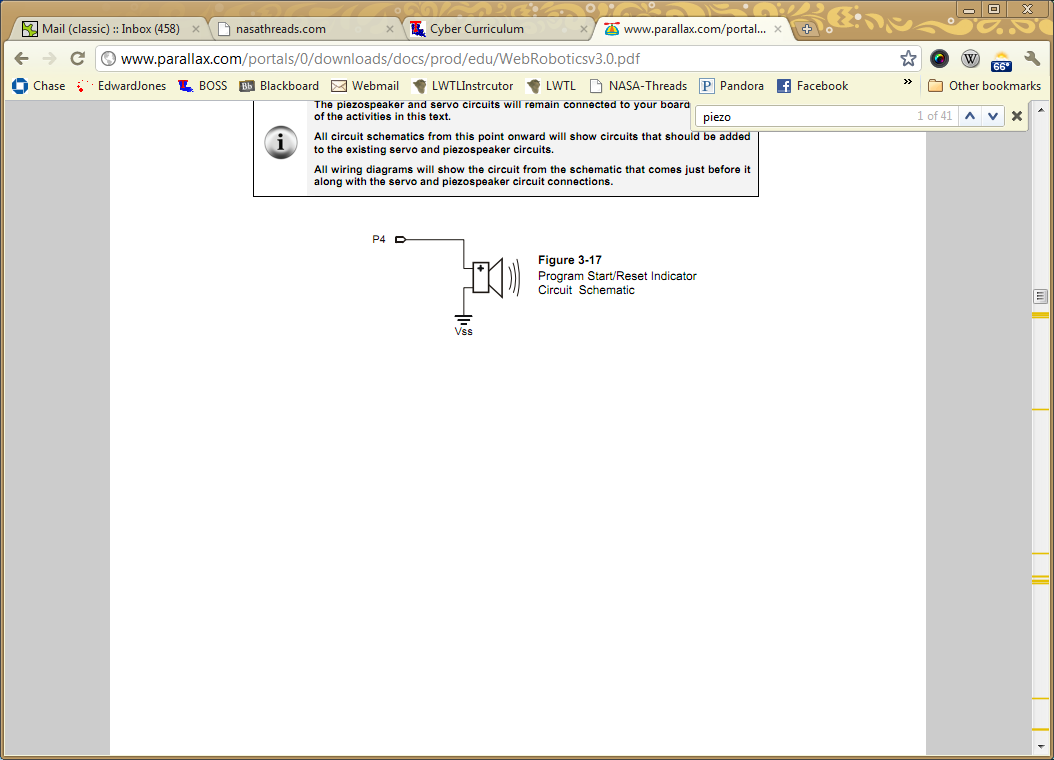 Mail (classic) :: Inbox (458)
nasathreads.com
Cyber Curriculum
www.parallax.com/portal...
www.parallax.com/portals/0/downloads/docs/prod/edu/WebRoboticsv3.0.pdf
W
66°
Chase
EdwardJones
BOSS
Bb Blackboard
Webmail
LWTLInstrcutor
LWTL
NASA-Threads
P Pandora
f Facebook
»
Other bookmarks
piezo
1 of 41
The piezospeaker and servo circuits will remain connected to your board
of the activities in this text.
i
All circuit schematics from this point onward will show circuits that should be added
to the existing servo and piezospeaker circuits.
All wiring diagrams will show the circuit from the schematic that comes just before it
along with the servo and piezospeaker circuit connections.
P4
+
Figure 3-17
Program Start/Reset Indicator
Circuit Schematic
Vss